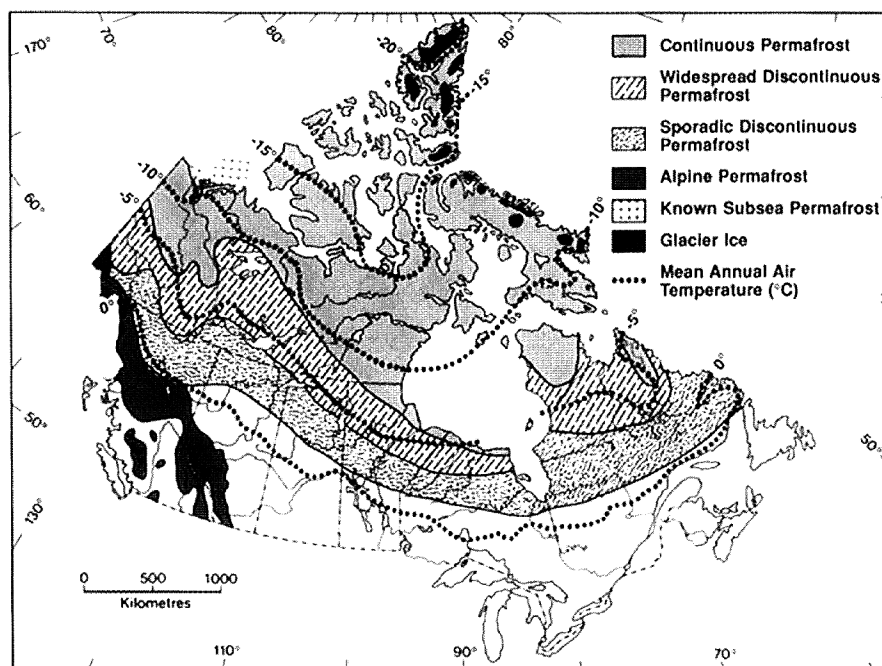 70°
80°
-20°
80°
170°
-15°
Continuous Permafrost
Widespread Discontinuous
Permafrost
Sporadic Discontinuous
Permafrost
Alpine Permafrost
Known Subsea Permafrost
Glacier Ice
Mean Annual Air
Temperature (°C)
-15°
-10°
-5°
60°
60°
-10°
-5°
0°
0°
50°
50°
130°
0 500 1000
Kilometres
110°
90°
70°